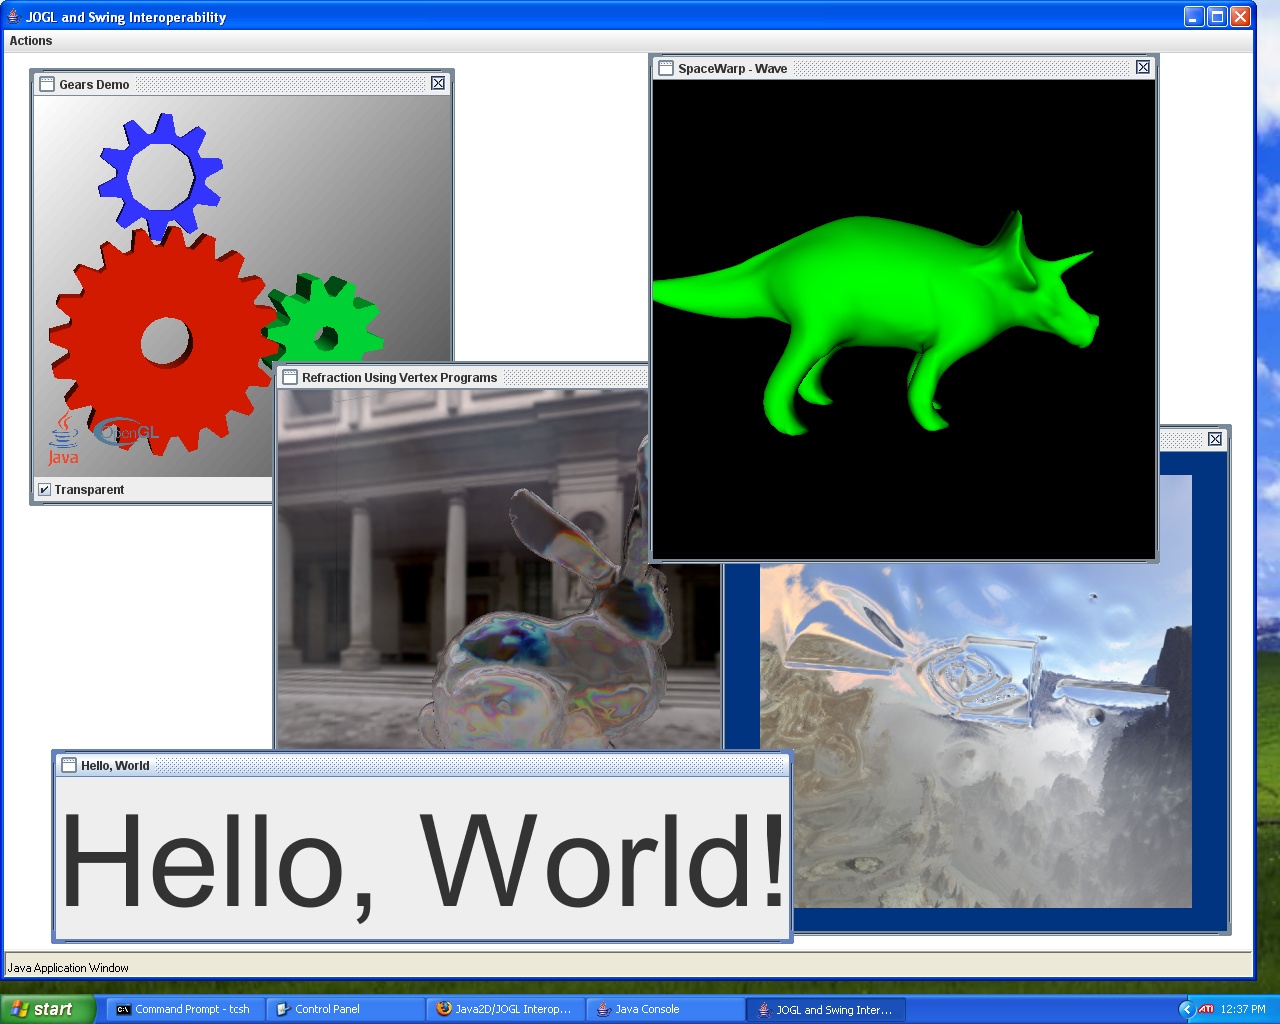 JOGL and Swing Interoperability
Actions
Gears Demo
SpaceWarp - Wave
Refraction Using Vertex Programs
OpenGL
Java
Transparent
Hello, World
Hello, World!
Java Application Window
start
C:\
Command Prompt - tcsh
Control Panel
Java2D/JOGL Interop...
Java Console
JOGL and Swing Inter...
ATI
12:37 PM